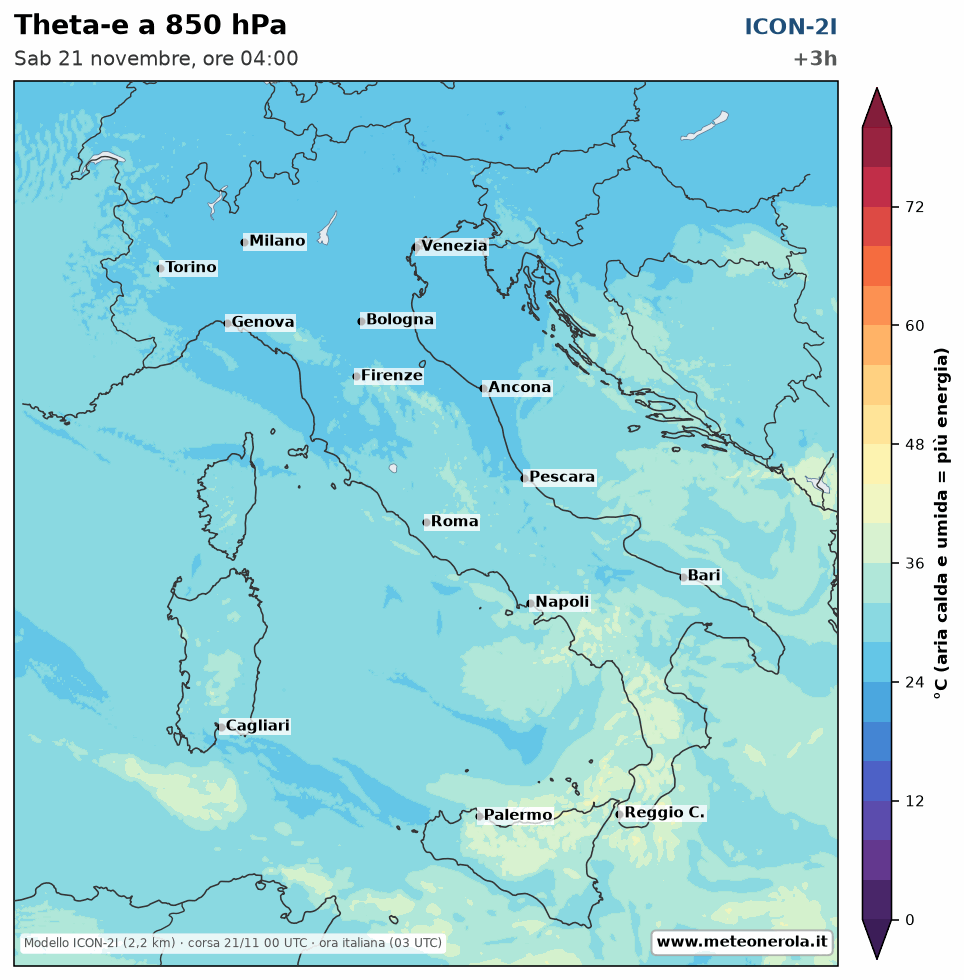 Theta-e a 850 hPa
ICON-2I
Sab 21 novembre, ore 04:00
+3h
Milano
Venezia
Torino
Genova
Bologna
Firenze
Ancona
Pescara
Roma
Bari
Napoli
Cagliari
Palermo
Reggio C.
72
60
48
36
24
12
0
°C (aria calda e umida = più energia)
Modello ICON-2I (2,2 km) · corsa 21/11 00 UTC · ora italiana (03 UTC)
www.meteonerola.it